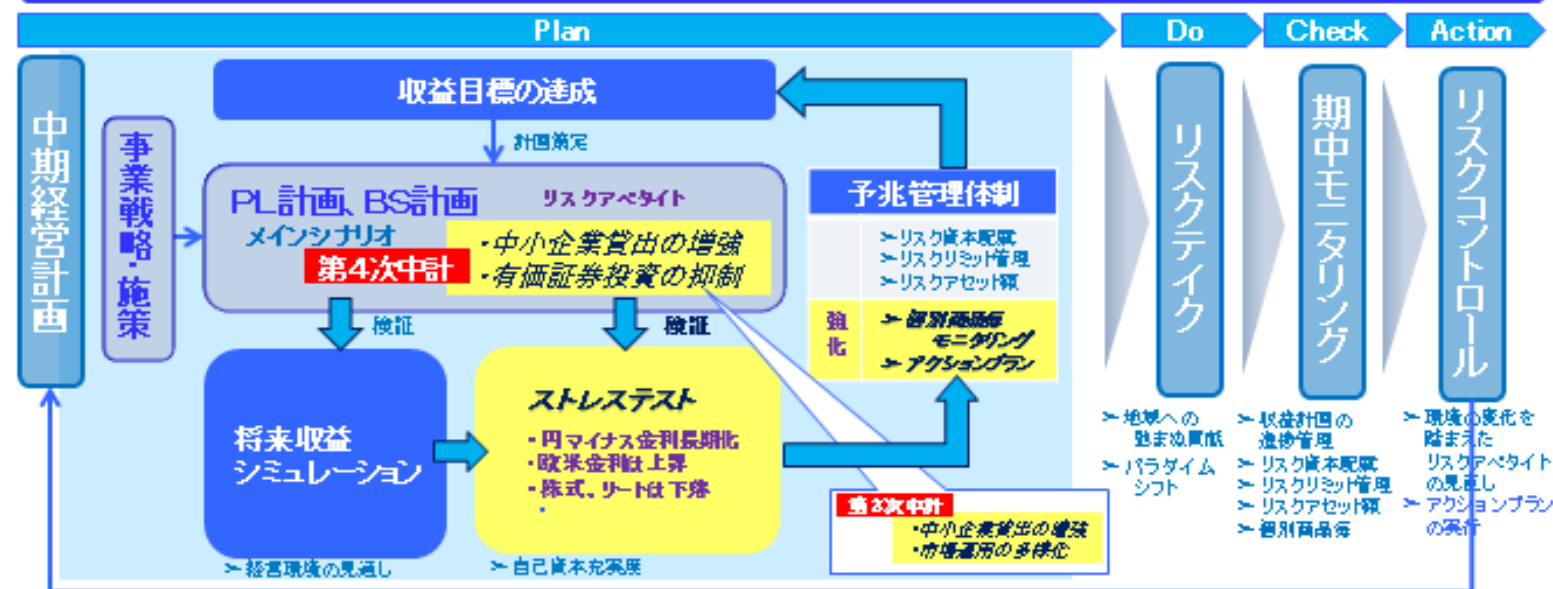 Plan
Do
Check
Action
中期経営計画
事業戦略・施策
収益目標の達成
計画策定
PL計画、BS計画
メインシナリオ
第4次中計
リスクアペタイト
・中小企業貸出の増強
・有価証券投資の抑制
検証
検証
将来収益
シミュレーション
➢経営環境の見通し
ストレステスト
・円マイナス金利長期化
・欧米金利は上昇
・株式、リートは下落
・
➢自己資本充実度
予兆管理体制
➢リスク資本配賦
➢リスクリミット管理
➢リスクアセット額
強化
➢個別商品毎
モニタリング
➢アクションプラン
第3次中計
・中小企業貸出の増強
・市場運用の多様化
リスクテイク
➢地域への
弛まぬ貢献
➢パラダイム
シフト
期中モニタリング
➢収益計画の
進捗管理
➢リスク資本配賦
➢リスクリミット管理
➢リスクアセット額
➢個別商品毎
リスクコントロール
➢環境の変化を
踏まえた
リスクアペタイト
の見直し
➢アクションプラン
の実行